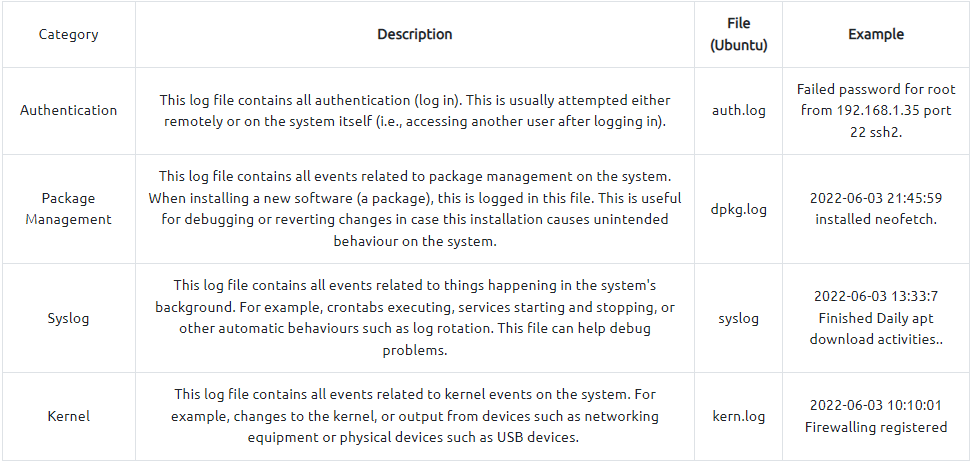 Category
Description
File
(Ubuntu)
Example
Authentication
This log file contains all authentication (log in). This is usually attempted either
remotely or on the system itself (i.e., accessing another user after logging in).
auth.log
Failed password for root
from 192.168.1.35 port
22 ssh2.
Package
Management
This log file contains all events related to package management on the system.
When installing a new software (a package), this is logged in this file. This is useful
for debugging or reverting changes in case this installation causes unintended
behaviour on the system.
dpkg.log
2022-06-03 21:45:59
installed neofetch.
Syslog
This log file contains all events related to things happening in the system's
background. For example, crontabs executing, services starting and stopping, or
other automatic behaviours such as log rotation. This file can help debug
problems.
syslog
2022-06-03 13:33:7
Finished Daily apt
download activities..
Kernel
This log file contains all events related to kernel events on the system. For
example, changes to the kernel, or output from devices such as networking
equipment or physical devices such as USB devices.
kern.log
2022-06-03 10:10:01
Firewalling registered